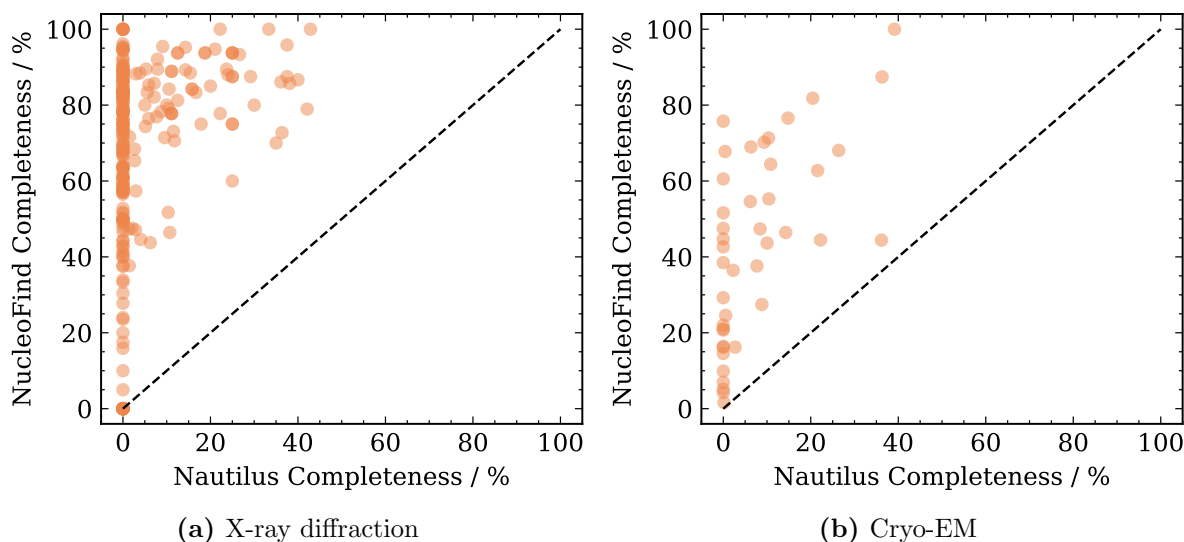 100
80
60
40
20
0
NucleoFind Completeness / %
0 20 40 60 80 100
Nautilus Completeness / %
(a) X-ray diffraction
100
80
60
40
20
0
NucleoFind Completeness / %
0 20 40 60 80 100
Nautilus Completeness / %
(b) Cryo-EM